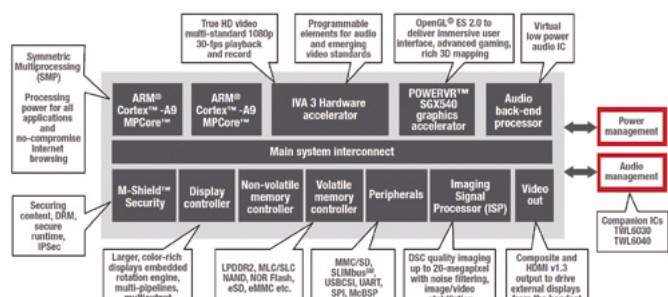 True HD video
multi-standard 1080p
30-fps playback
and record
Programmable
elements for audio
and emerging
video standards
OpenGL® ES 2.0 to
deliver immersive user
interface, advanced gaming,
rich 3D mapping
Virtual
low power
audio IC
Symmetric
Multiprocessing
(SMP)
Processing
power for all
applications
and
no-compromise
Internet
browsing
ARM®
Cortex™ -A9
MPCore™
ARM®
Cortex™ -A9
MPCore™
IVA 3 Hardware
accelerator
POWERVR™
SGX540
graphics
accelerator
Audio
back-end
processor
Power
management
Main system interconnect
Audio
management
M-Shield™
Security
Display
controller
Non-volatile
memory
controller
Volatile
memory
controller
Peripherals
Imaging
Signal
Processor (ISP)
Video
out
Securing
content, DRM,
secure
runtime,
IPSec
Companion ICs
TWL6030
TWL6040
Larger, color-rich
displays embedded
rotation engine,
multi-pipelines,
LPDDR2, MLC/SLC
NAND, NOR Flash,
eSD, eMMC etc.
MMC/SD,
SLIMbus℠,
USBCSI, UART,
SPI, McBSP
DSC quality imaging
up to 20-megapixel
with noise filtering,
image/video
Composite and
HDMI v1.3
output to drive
external displays